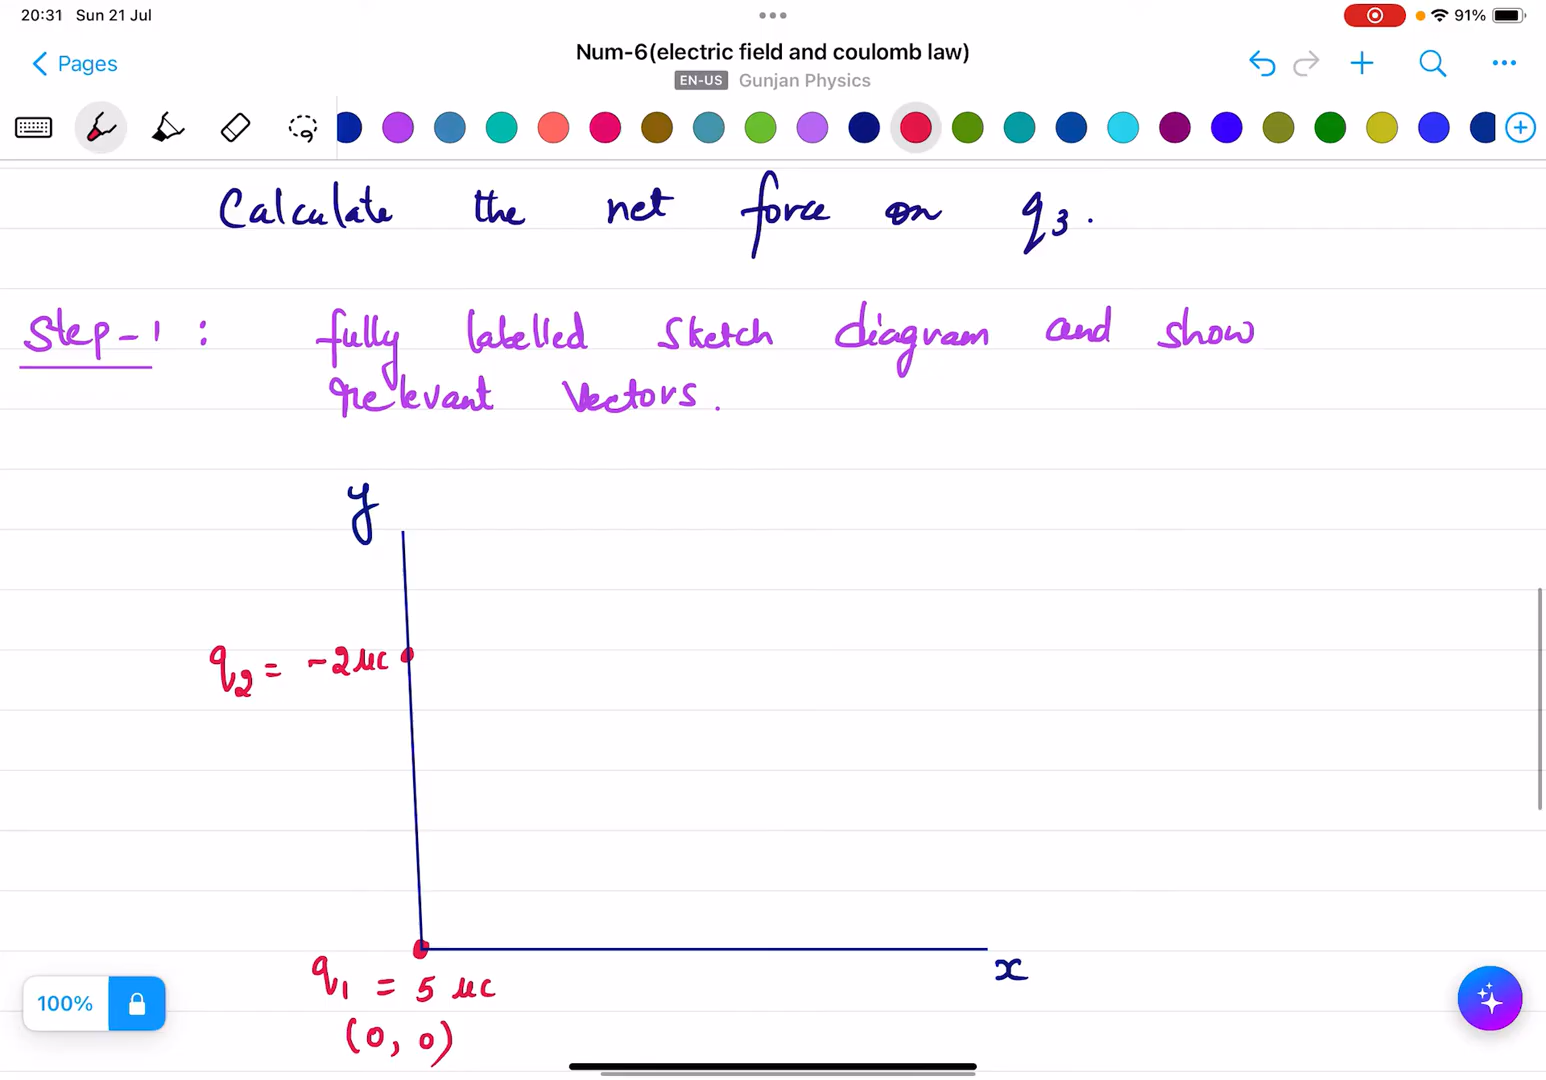 20:31 Sun 21 Jul
91%
Pages
Num-6(electric field and coulomb law)
EN-US Gunjan Physics
Calculate the net force on q3.
Step-1 : fully labelled sketch diagram and show
relevant vectors.
y
q2 = -2μc
x
q1 = 5 μc
(0, 0)
100%